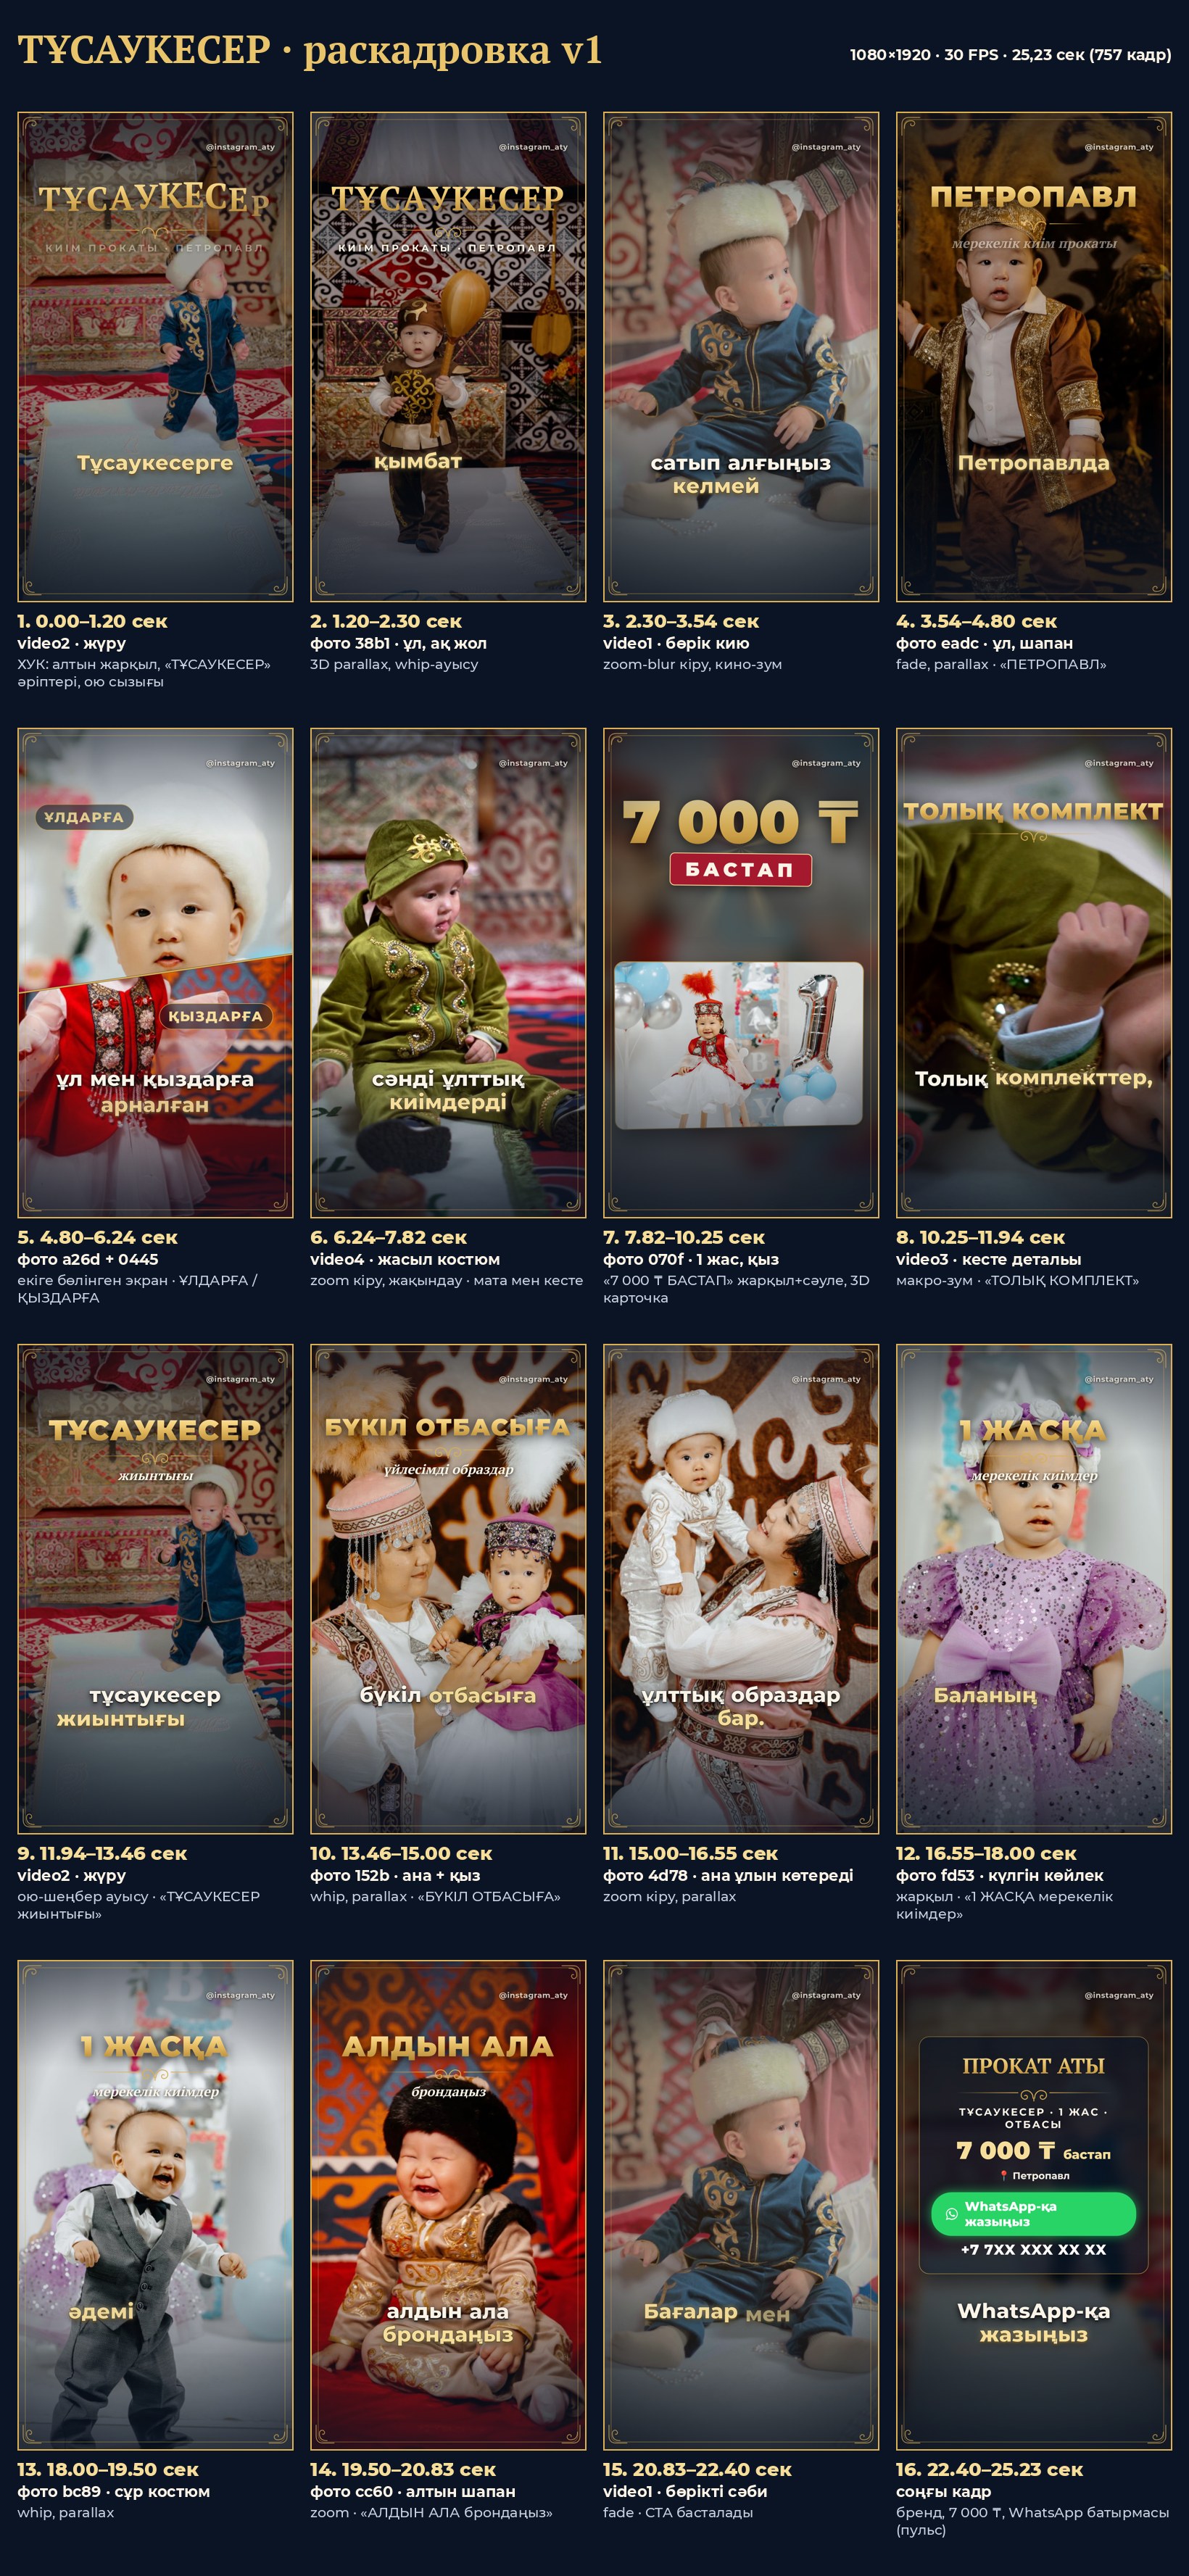 ТҰСАУКЕСЕР · раскадровка v1
1080×1920 · 30 FPS · 25,23 сек (757 кадр)
@instagram_aty
ТҰСАУКЕСЕР
КИІМ ПРОКАТЫ · ПЕТРОПАВЛ
Тұсаукесерге
1. 0.00–1.20 сек
video2 · жүру
ХУК: алтын жарқыл, «ТҰСАУКЕСЕР»
әріптері, ою сызығы
@instagram_aty
ТҰСАУКЕСЕР
КИІМ ПРОКАТЫ · ПЕТРОПАВЛ
қымбат
2. 1.20–2.30 сек
фото 38b1 · ұл, ақ жол
3D parallax, whip-ауысу
@instagram_aty
сатып алғыңыз
келмей
3. 2.30–3.54 сек
video1 · бөрік кию
zoom-blur кіру, кино-зум
@instagram_aty
ПЕТРОПАВЛ
мерекелік киім прокаты
Петропавлда
4. 3.54–4.80 сек
фото eadc · ұл, шапан
fade, parallax · «ПЕТРОПАВЛ»
@instagram_aty
ҰЛДАРҒА
ҚЫЗДАРҒА
ұл мен қыздарға
арналған
5. 4.80–6.24 сек
фото a26d + 0445
екіге бөлінген экран · ҰЛДАРҒА /
ҚЫЗДАРҒА
@instagram_aty
сәнді ұлттық
киімдерді
6. 6.24–7.82 сек
video4 · жасыл костюм
zoom кіру, жақындау · мата мен кесте
@instagram_aty
7 000 ₸
БАСТАП
7. 7.82–10.25 сек
фото 070f · 1 жас, қыз
«7 000 ₸ БАСТАП» жарқыл+сәуле, 3D
карточка
@instagram_aty
ТОЛЫҚ КОМПЛЕКТ
Толық комплекттер,
8. 10.25–11.94 сек
video3 · кесте детальы
макро-зум · «ТОЛЫҚ КОМПЛЕКТ»
@instagram_aty
ТҰСАУКЕСЕР
жиынтығы
тұсаукесер
жиынтығы
9. 11.94–13.46 сек
video2 · жүру
ою-шеңбер ауысу · «ТҰСАУКЕСЕР
жиынтығы»
@instagram_aty
БҮКІЛ ОТБАСЫҒА
үйлесімді образдар
бүкіл отбасыға
10. 13.46–15.00 сек
фото 152b · ана + қыз
whip, parallax · «БҮКІЛ ОТБАСЫҒА»
@instagram_aty
ұлттық образдар
бар.
11. 15.00–16.55 сек
фото 4d78 · ана ұлын көтереді
zoom кіру, parallax
@instagram_aty
1 ЖАСҚА
мерекелік киімдер
Баланың
12. 16.55–18.00 сек
фото fd53 · күлгін көйлек
жарқыл · «1 ЖАСҚА мерекелік
киімдер»
@instagram_aty
1 ЖАСҚА
мерекелік киімдер
әдемі
13. 18.00–19.50 сек
фото bc89 · сұр костюм
whip, parallax
@instagram_aty
АЛДЫН АЛА
брондаңыз
алдын ала
брондаңыз
14. 19.50–20.83 сек
фото cc60 · алтын шапан
zoom · «АЛДЫН АЛА брондаңыз»
@instagram_aty
Бағалар мен
15. 20.83–22.40 сек
video1 · бөрікті сәби
fade · CTA басталады
@instagram_aty
ПРОКАТ АТЫ
ТҰСАУКЕСЕР · 1 ЖАС ·
ОТБАСЫ
7 000 ₸ бастап
📍 Петропавл
WhatsApp-қа
жазыңыз
+7 7XX XXX XX XX
WhatsApp-қа
жазыңыз
16. 22.40–25.23 сек
соңғы кадр
бренд, 7 000 ₸, WhatsApp батырмасы
(пульс)